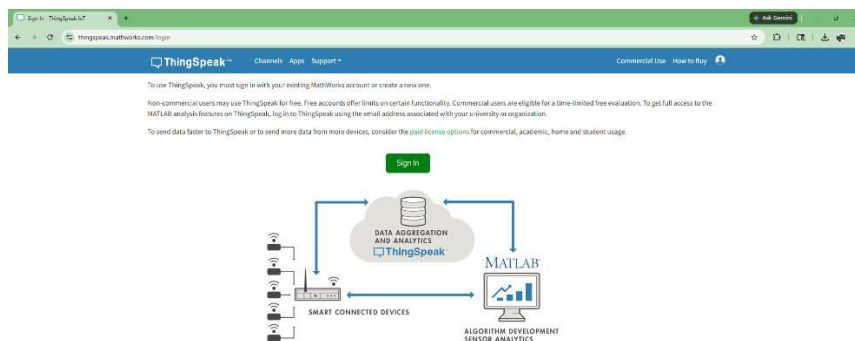 Sign In - ThingSpeak IoT
Ask Gemini
thingspeak.mathworks.com/login
ThingSpeak™ Channels Apps Support Commercial Use How to Buy
To use ThingSpeak, you must sign in with your existing MathWorks account or create a new one.
Non-commercial users may use ThingSpeak for free. Free accounts offer limits on certain functionality. Commercial users are eligible for a time-limited free evaluation. To get full access to the
MATLAB analysis features on ThingSpeak, log in to ThingSpeak using the email address associated with your university or organization.
To send data faster to ThingSpeak or to send more data from more devices, consider the paid license options for commercial, academic, home and student usage.
Sign In
DATA AGGREGATION
AND ANALYTICS
ThingSpeak
MATLAB
SMART CONNECTED DEVICES
ALGORITHM DEVELOPMENT
SENSOR ANALYTICS